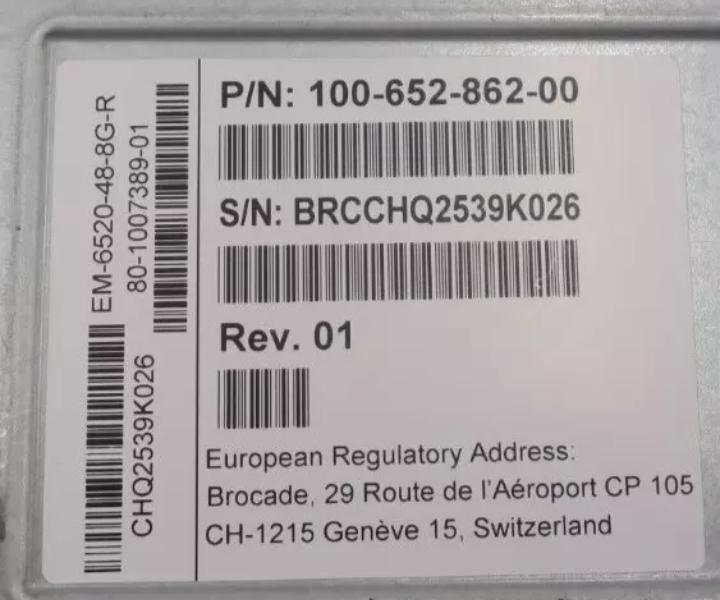 EM-6520-48-8G-R
80-1007389-01
CHQ2539K026
P/N: 100-652-862-00
S/N: BRCCHQ2539K026
Rev. 01
European Regulatory Address:
Brocade, 29 Route de l'Aéroport CP 105
CH-1215 Genève 15, Switzerland